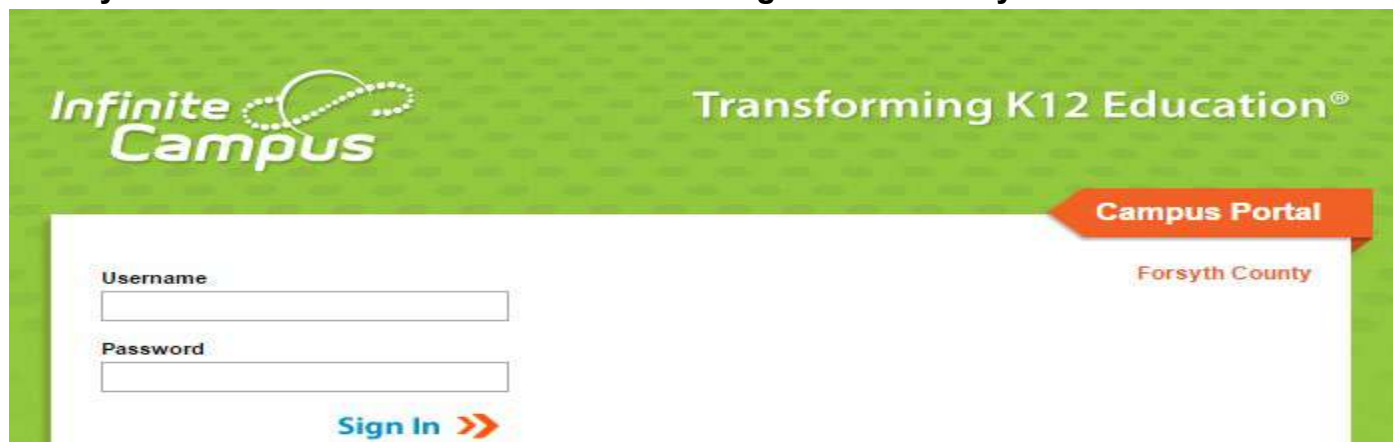 Infinite
Campus
Transforming K12 Education®
Campus Portal
Forsyth County
Username
Password
Sign In